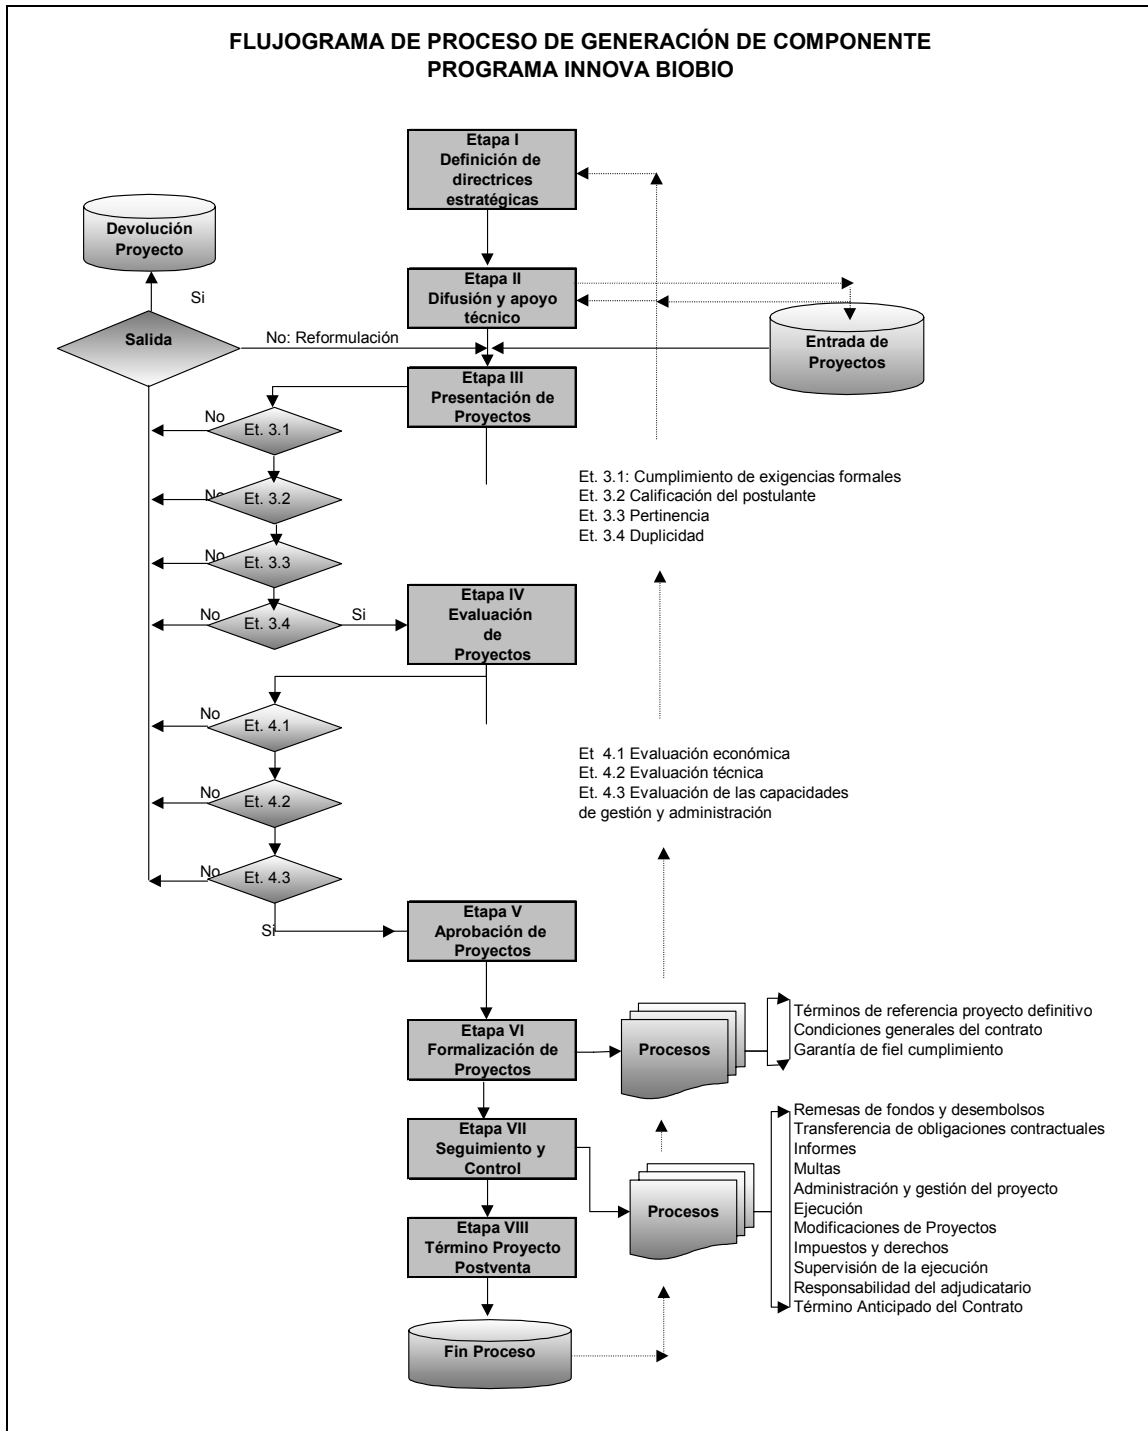 FLUJOGRAMA DE PROCESO DE GENERACIÓN DE COMPONENTE
PROGRAMA INNOVA BIOBIO
Etapa I
Definición de
directrices
estratégicas
Devolución
Proyecto
Si
Etapa II
Difusión y apoyo
técnico
Salida
No: Reformulación
Entrada de
Proyectos
Etapa III
Presentación de
Proyectos
No
Et. 3.1
No
Et. 3.2
No
Et. 3.3
No
Et. 3.4
Si
Et. 3.1: Cumplimiento de exigencias formales
Et. 3.2 Calificación del postulante
Et. 3.3 Pertinencia
Et. 3.4 Duplicidad
Etapa IV
Evaluación
de
Proyectos
No
Et. 4.1
No
Et. 4.2
No
Et. 4.3
Si
Et 4.1 Evaluación económica
Et. 4.2 Evaluación técnica
Et. 4.3 Evaluación de las capacidades
de gestión y administración
Etapa V
Aprobación de
Proyectos
Etapa VI
Formalización de
Proyectos
Procesos
Términos de referencia proyecto definitivo
Condiciones generales del contrato
Garantía de fiel cumplimiento
Etapa VII
Seguimiento y
Control
Procesos
Remesas de fondos y desembolsos
Transferencia de obligaciones contractuales
Informes
Multas
Administración y gestión del proyecto
Ejecución
Modificaciones de Proyectos
Impuestos y derechos
Supervisión de la ejecución
Responsabilidad del adjudicatario
Término Anticipado del Contrato
Etapa VIII
Término Proyecto
Postventa
Fin Proceso